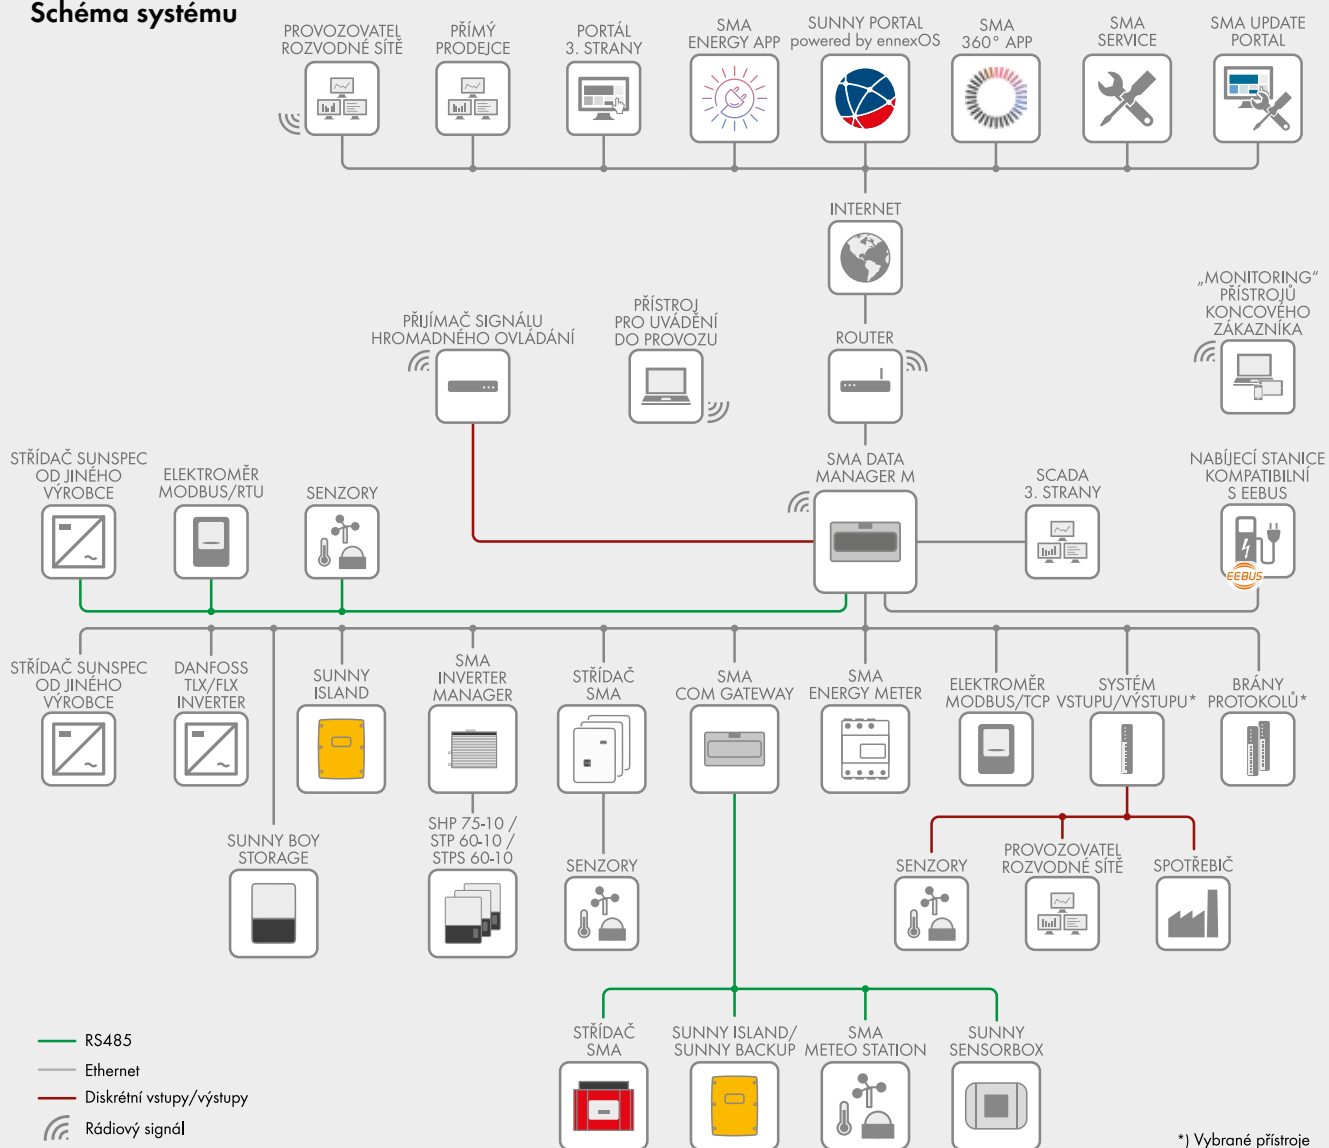 Schéma systému
PROVOZOVATEL
ROZVODNÉ SÍTĚ
PŘÍMÝ
PRODEJCE
PORTÁL
3. STRANY
SMA
ENERGY APP
SUNNY PORTAL
powered by ennexOS
SMA
360° APP
SMA
SERVICE
SMA UPDATE
PORTAL
INTERNET
PŘIJÍMAČ SIGNÁLU
HROMADNÉHO OVLÁDÁNÍ
PŘÍSTROJ
PRO UVÁDĚNÍ
DO PROVOZU
ROUTER
„MONITORING“
PŘÍSTROJŮ
KONCOVÉHO
ZÁKAZNÍKA
STŘÍDAČ SUNSPEC
OD JINÉHO
VÝROBCE
ELEKTROMĚR
MODBUS/RTU
SENZORY
SMA DATA
MANAGER M
SCADA
3. STRANY
NABÍJECÍ STANICE
KOMPATIBILNÍ
S EEBUS
EEBUS
STŘÍDAČ SUNSPEC
OD JINÉHO
VÝROBCE
DANFOSS
TLX/FLX
INVERTER
SUNNY
ISLAND
SMA
INVERTER
MANAGER
STŘÍDAČ
SMA
SMA
COM GATEWAY
SMA
ENERGY METER
ELEKTROMĚR
MODBUS/TCP
SYSTÉM
VSTUPU/VÝSTUPU*
BRÁNY
PROTOKOLŮ*
SUNNY BOY
STORAGE
SHP 75-10 /
STP 60-10 /
STPS 60-10
SENZORY
SENZORY
PROVOZOVATEL
ROZVODNÉ SÍTĚ
SPOTŘEBIČ
STŘÍDAČ
SMA
SUNNY ISLAND/
SUNNY BACKUP
SMA
METEO STATION
SUNNY
SENSORBOX
RS485
Ethernet
Diskrétní vstupy/výstupy
Rádiový signál
*) Vybrané přístroje